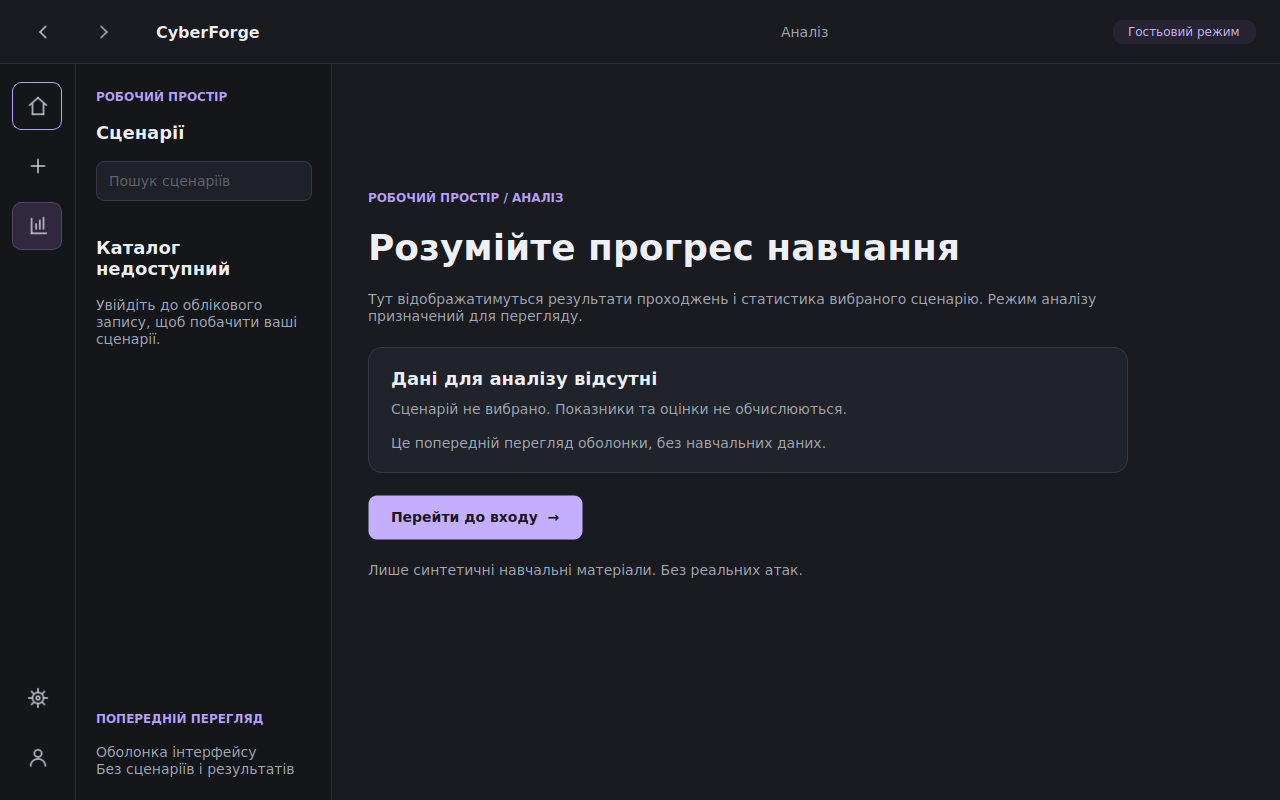 CyberForge
Аналіз
Гостьовий режим
РОБОЧИЙ ПРОСТІР
Сценарії
Пошук сценаріїв
Каталог
недоступний
Увійдіть до облікового
запису, щоб побачити ваші
сценарії.
ПОПЕРЕДНІЙ ПЕРЕГЛЯД
Оболонка інтерфейсу
Без сценаріїв і результатів
РОБОЧИЙ ПРОСТІР / АНАЛІЗ
Розумійте прогрес навчання
Тут відображатимуться результати проходжень і статистика вибраного сценарію. Режим аналізу
призначений для перегляду.
Дані для аналізу відсутні
Сценарій не вибрано. Показники та оцінки не обчислюються.
Це попередній перегляд оболонки, без навчальних даних.
Перейти до входу →
Лише синтетичні навчальні матеріали. Без реальних атак.